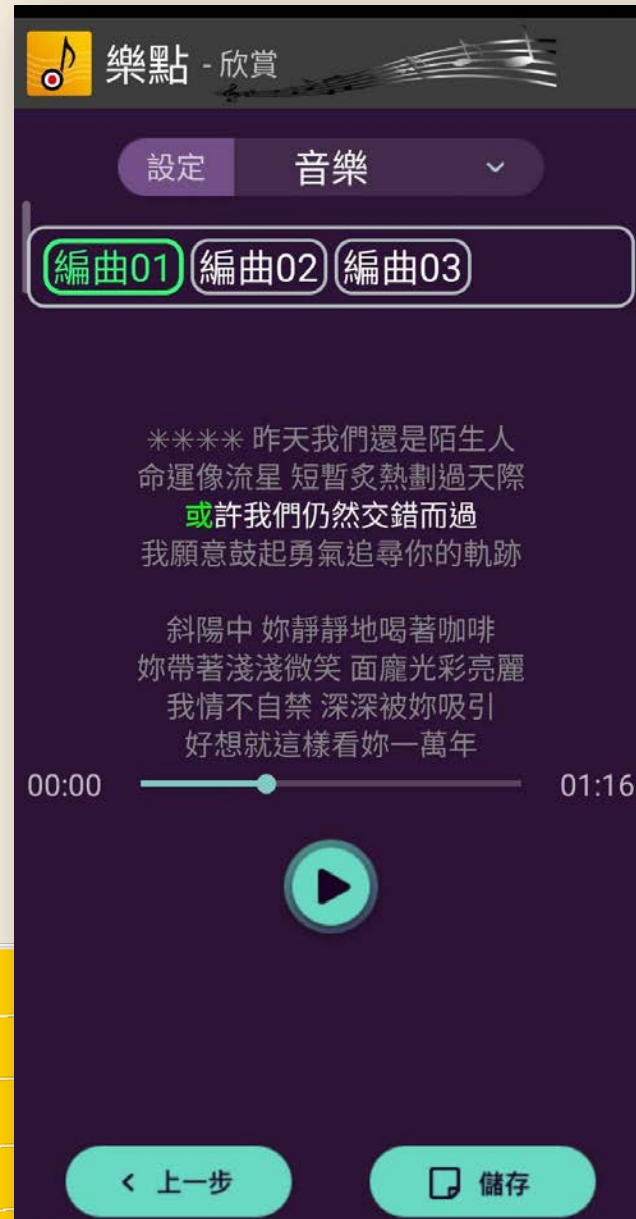 樂點 - 欣賞
設定 音樂
編曲01 編曲02 編曲03
**** 昨天我們還是陌生人
命運像流星 短暫炙熱劃過天際
或許我們仍然交錯而過
我願意鼓起勇氣追尋你的軌跡
斜陽中 妳靜靜地喝著咖啡
妳帶著淺淺微笑 面龐光彩亮麗
我情不自禁 深深被妳吸引
好想就這樣看妳一萬年
00:00 01:16
上一步 儲存